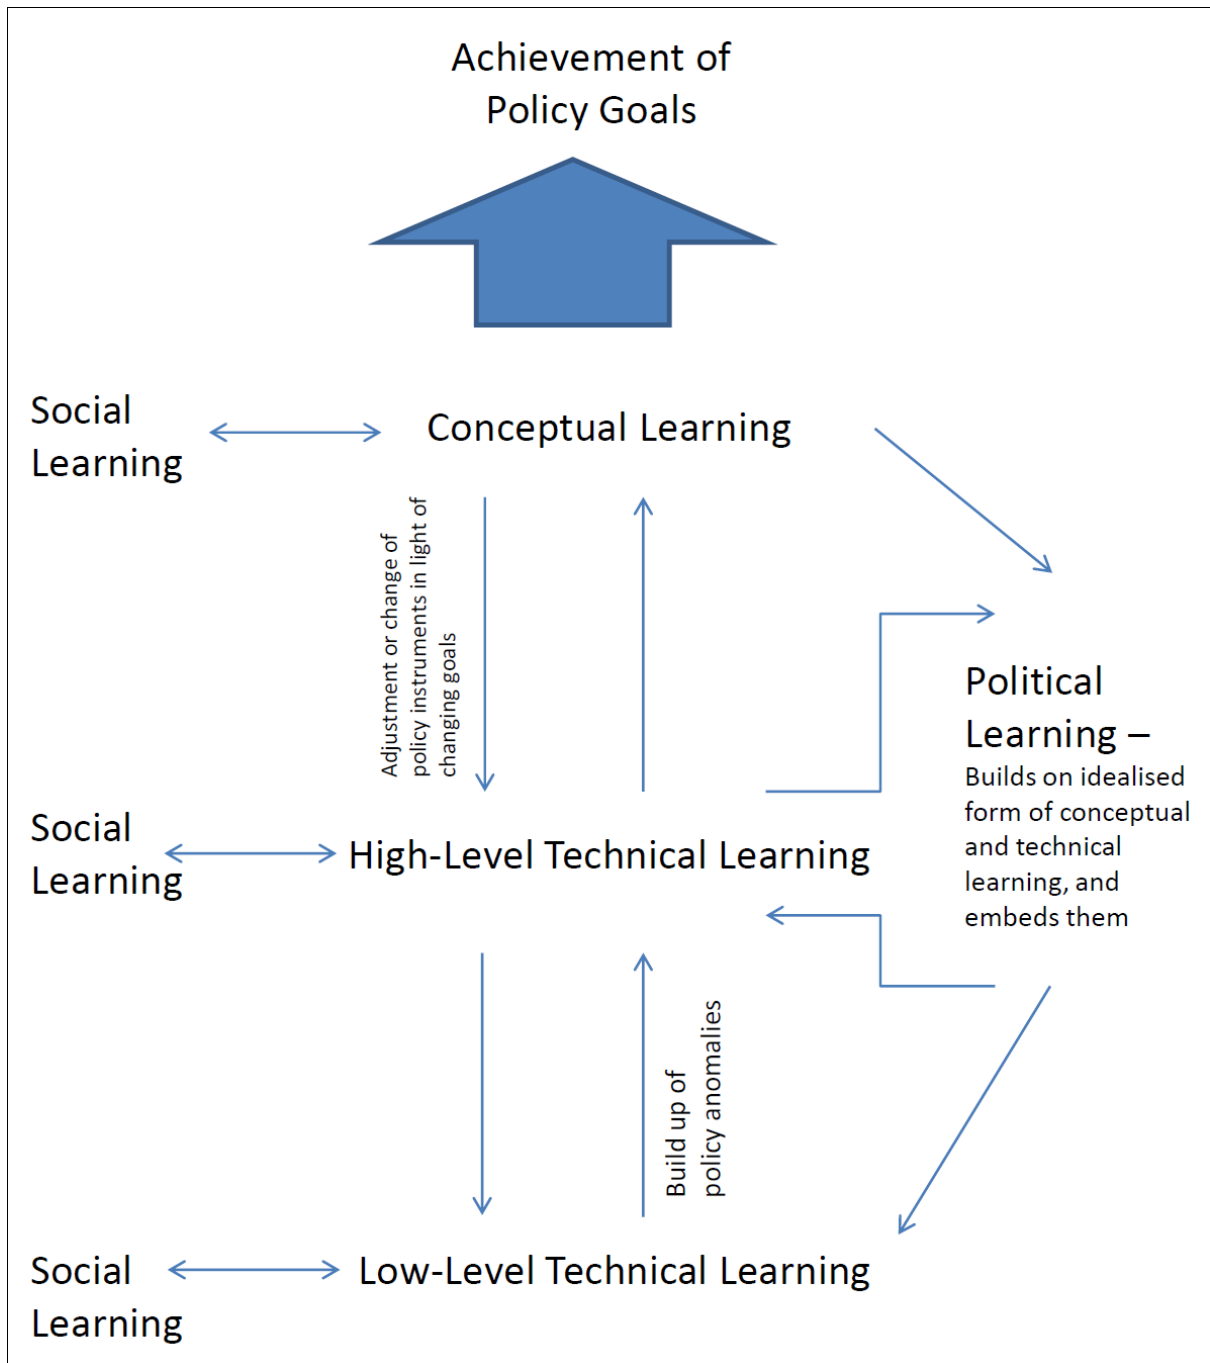 Achievement of
Policy Goals
Social
Learning
Conceptual Learning
Adjustment or change of
policy instruments in light of
changing goals
Political
Learning –
Builds on idealised
form of conceptual
and technical
learning, and
embeds them
Social
Learning
High-Level Technical Learning
Build up of
policy anomalies
Social
Learning
Low-Level Technical Learning